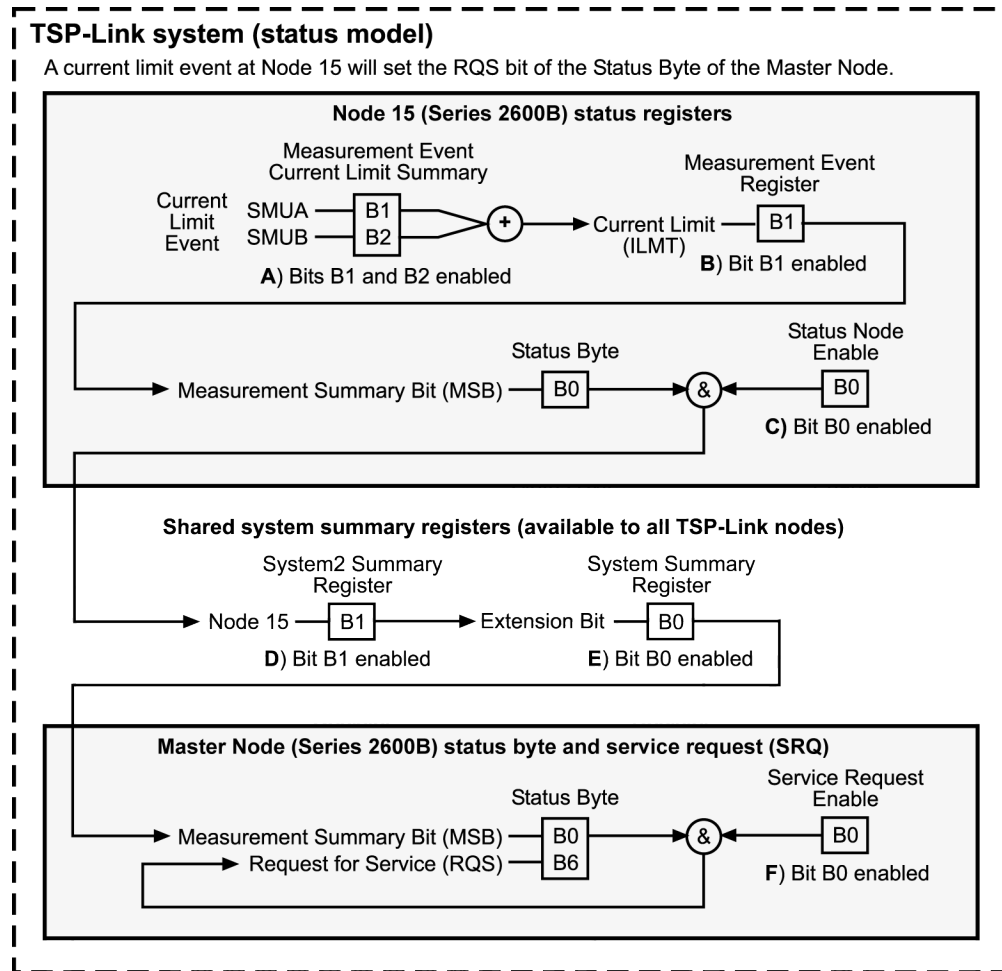 TSP-Link system (status model)
A current limit event at Node 15 will set the RQS bit of the Status Byte of the Master Node.
Node 15 (Series 2600B) status registers
Measurement Event
Current Limit Summary
Measurement Event
Register
Current
Limit
Event
SMUA
B1
SMUB
B2
+
Current Limit
(ILMT)
B1
A) Bits B1 and B2 enabled
B) Bit B1 enabled
Status Byte
Status Node
Enable
Measurement Summary Bit (MSB)
B0
&
B0
C) Bit B0 enabled
Shared system summary registers (available to all TSP-Link nodes)
System2 Summary
Register
System Summary
Register
Node 15
B1
Extension Bit
B0
D) Bit B1 enabled
E) Bit B0 enabled
Master Node (Series 2600B) status byte and service request (SRQ)
Status Byte
Service Request
Enable
Measurement Summary Bit (MSB)
B0
&
B0
Request for Service (RQS)
B6
F) Bit B0 enabled